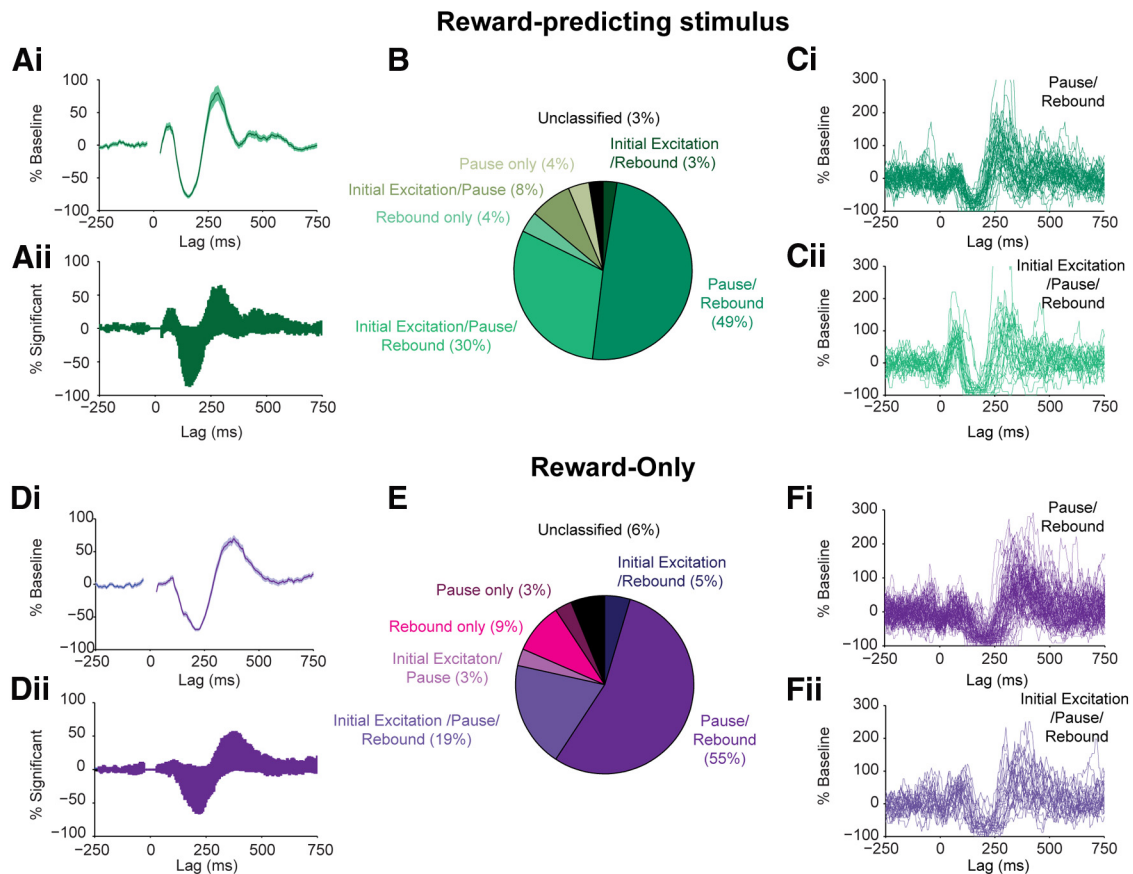 Reward-predicting stimulus
Ai
% Baseline
100
50
0
−50
−100
−250
0
250
500
750
Lag (ms)
Aii
% Significant
100
50
0
−50
−100
−250
0
250
500
750
Lag (ms)
B
Unclassified (3%)
Initial Excitation
/Rebound (3%)
Pause only (4%)
Initial Excitation/Pause (8%)
Rebound only (4%)
Pause/
Rebound
(49%)
Initial Excitation/Pause/
Rebound (30%)
Ci
Pause/
Rebound
% Baseline
300
200
100
0
−100
−250
0
250
500
750
Lag (ms)
Cii
Initial Excitation
/Pause/
Rebound
% Baseline
300
200
100
0
−100
−250
0
250
500
750
Lag (ms)
Reward-Only
Di
% Baseline
100
50
0
−50
−100
−250
0
250
500
750
Lag (ms)
Dii
% Significant
100
50
0
−50
−100
−250
0
250
500
750
Lag (ms)
E
Unclassified (6%)
Initial Excitation
/Rebound (5%)
Pause only (3%)
Rebound only (9%)
Initial Excitaton/
Pause (3%)
Initial Excitation /Pause/
Rebound (19%)
Pause/
Rebound
(55%)
Fi
Pause/
Rebound
% Baseline
300
200
100
0
−100
−250
0
250
500
750
Lag (ms)
Fii
Initial Excitation
/Pause/
Rebound
% Baseline
300
200
100
0
−100
−250
0
250
500
750
Lag (ms)